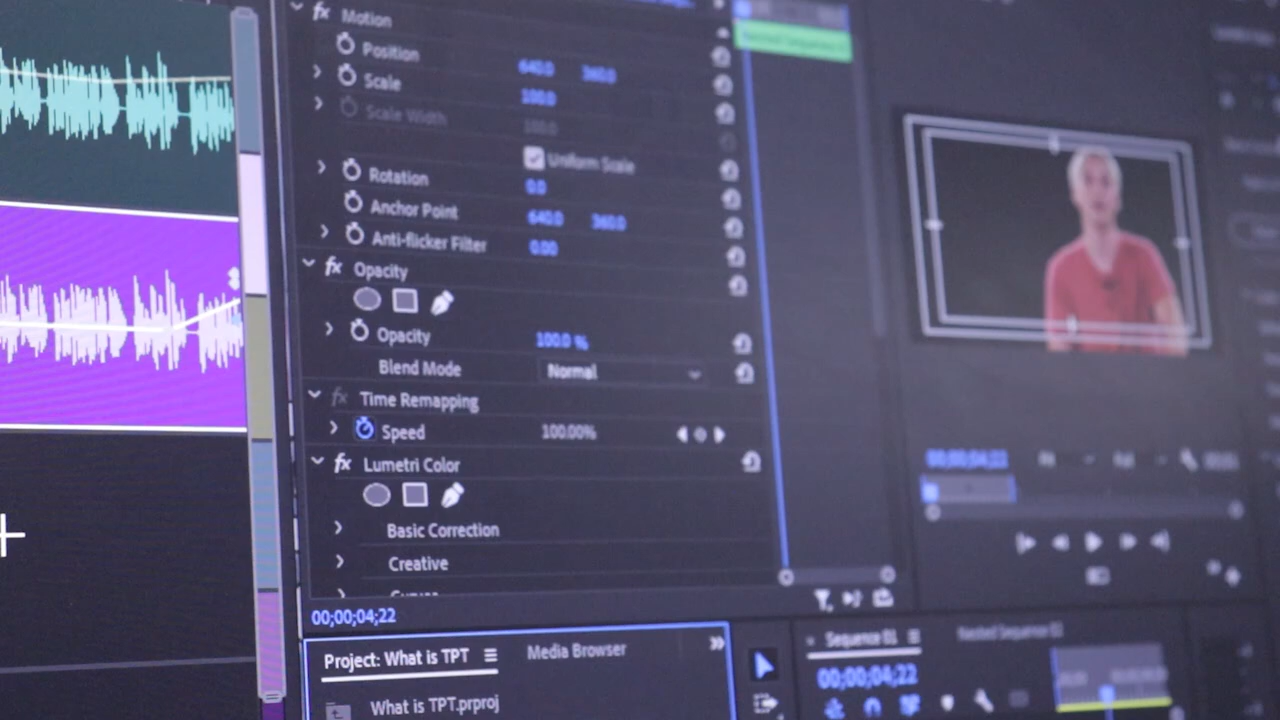 fx Motion
Position 640.0 360.0
Scale 100.0
Scale Width 100.0
Uniform Scale
Rotation 0.0
Anchor Point 640.0 360.0
Anti-flicker Filter 0.00
fx Opacity
Opacity 100.0 %
Blend Mode Normal
fx Time Remapping
Speed 100.00%
fx Lumetri Color
Basic Correction
Creative
00;00;04;22
Project: What is TPT
Media Browser
What is TPT.prproj
Nested Sequence 01
00;00;04;22
Sequence 01
Nested Sequence 01
00;00;04;22